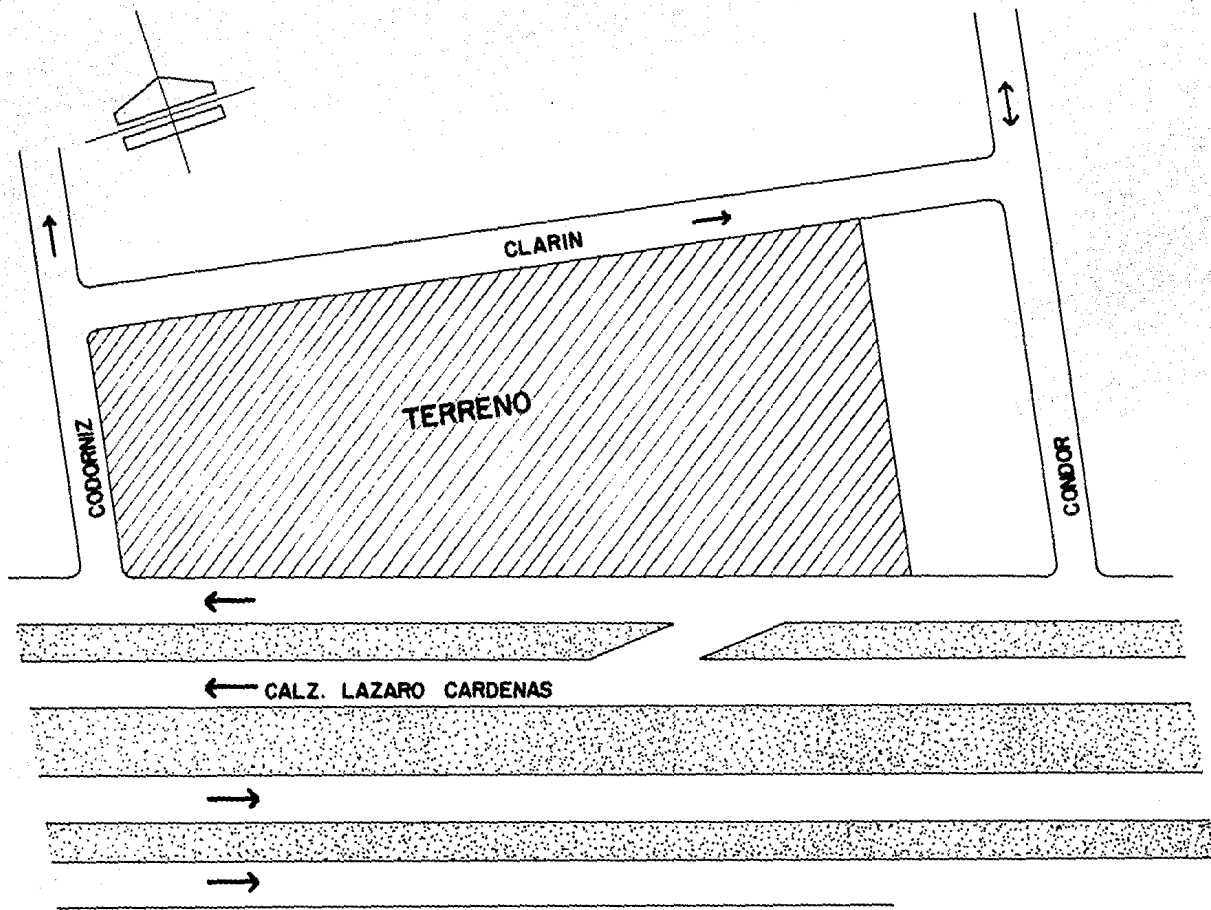 CLARIN
TERRENO
CODORNIZ
CONDOR
CALZ. LAZARO CARDENAS